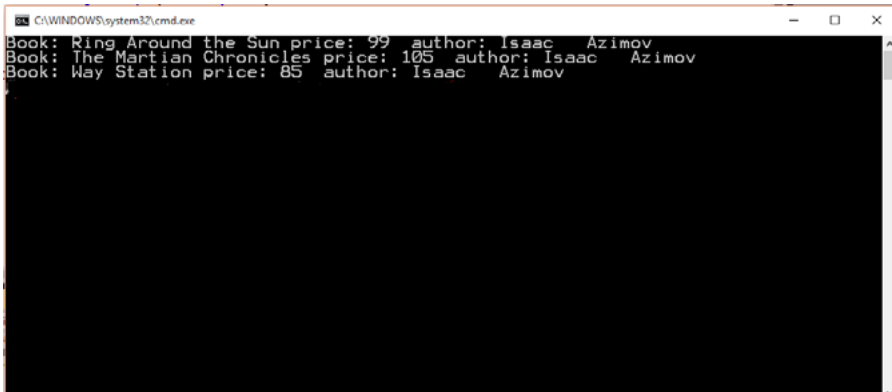 C:\WINDOWS\system32\cmd.exe
Book: Ring Around the Sun price: 99  author: Isaac   Azimov
Book: The Martian Chronicles price: 105  author: Isaac   Azimov
Book: Way Station price: 85  author: Isaac   Azimov